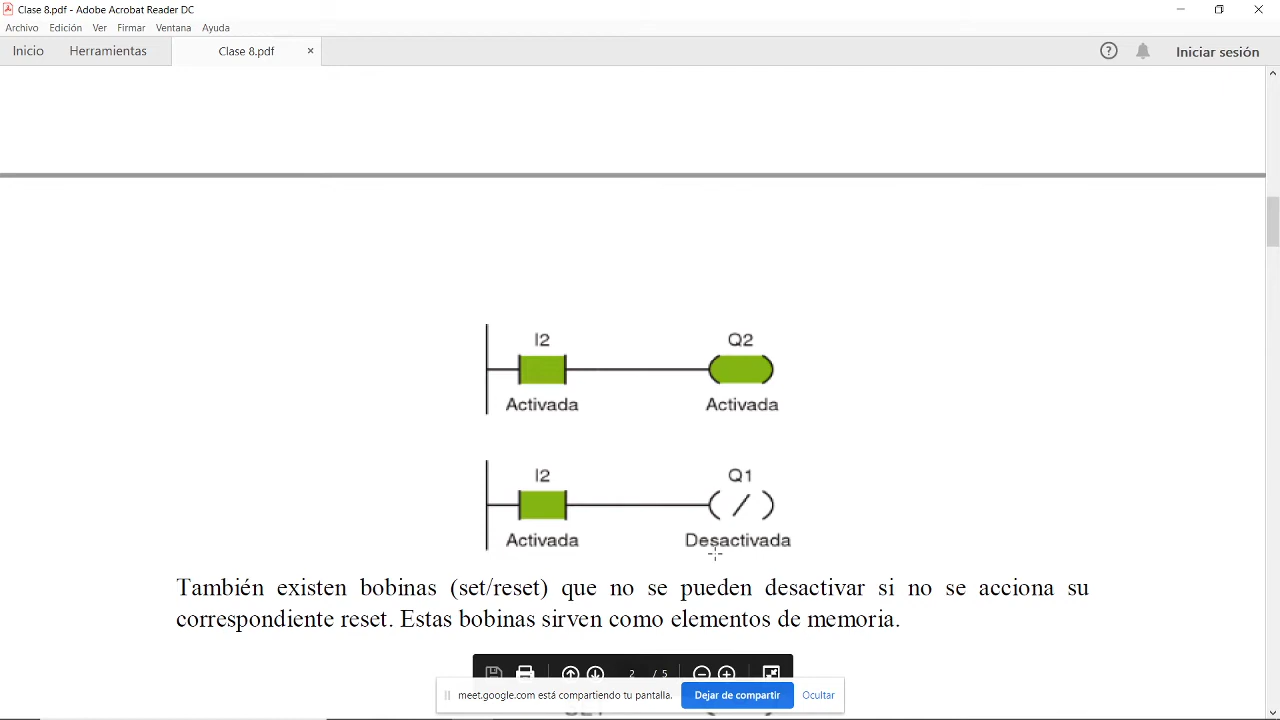 Clase 8.pdf - Adobe Acrobat Reader DC
Archivo Edición Ver Firmar Ventana Ayuda
Inicio Herramientas Clase 8.pdf × ? Iniciar sesión
I2 Q2
Activada Activada
I2 Q1
( / )
Activada Desactivada
También existen bobinas (set/reset) que no se pueden desactivar si no se acciona su
correspondiente reset. Estas bobinas sirven como elementos de memoria.
2 / 5
meet.google.com está compartiendo tu pantalla. Dejar de compartir Ocultar